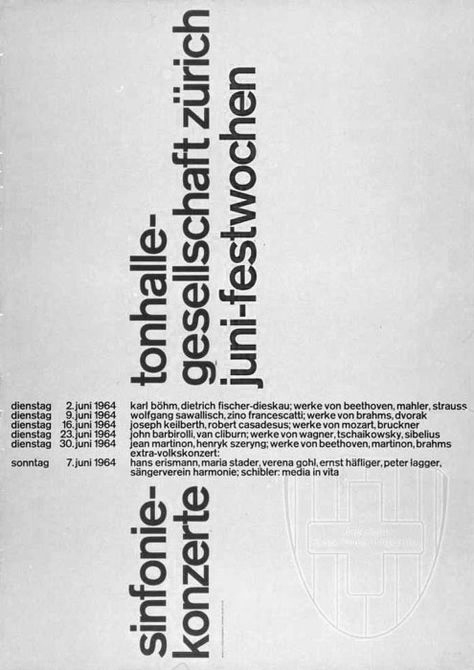 tonhalle-
gesellschaft zürich
juni-festwochen
dienstag 2. juni 1964 karl böhm, dietrich fischer-dieskau; werke von beethoven, mahler, strauss
dienstag 9. juni 1964 wolfgang sawallisch, zino francescatti; werke von brahms, dvorak
dienstag 16. juni 1964 joseph keilberth, robert casadesus; werke von mozart, bruckner
dienstag 23. juni 1964 john barbirolli, van cliburn; werke von wagner, tschaikowsky, sibelius
dienstag 30. juni 1964 jean martinon, henryk szeryng; werke von beethoven, martinon, brahms
extra-volkskonzert:
sonntag 7. juni 1964 hans erismann, maria stader, verena gohl, ernst häfliger, peter lagger,
sängerverein harmonie; schibler: media in vita
sinfonie-
konzerte